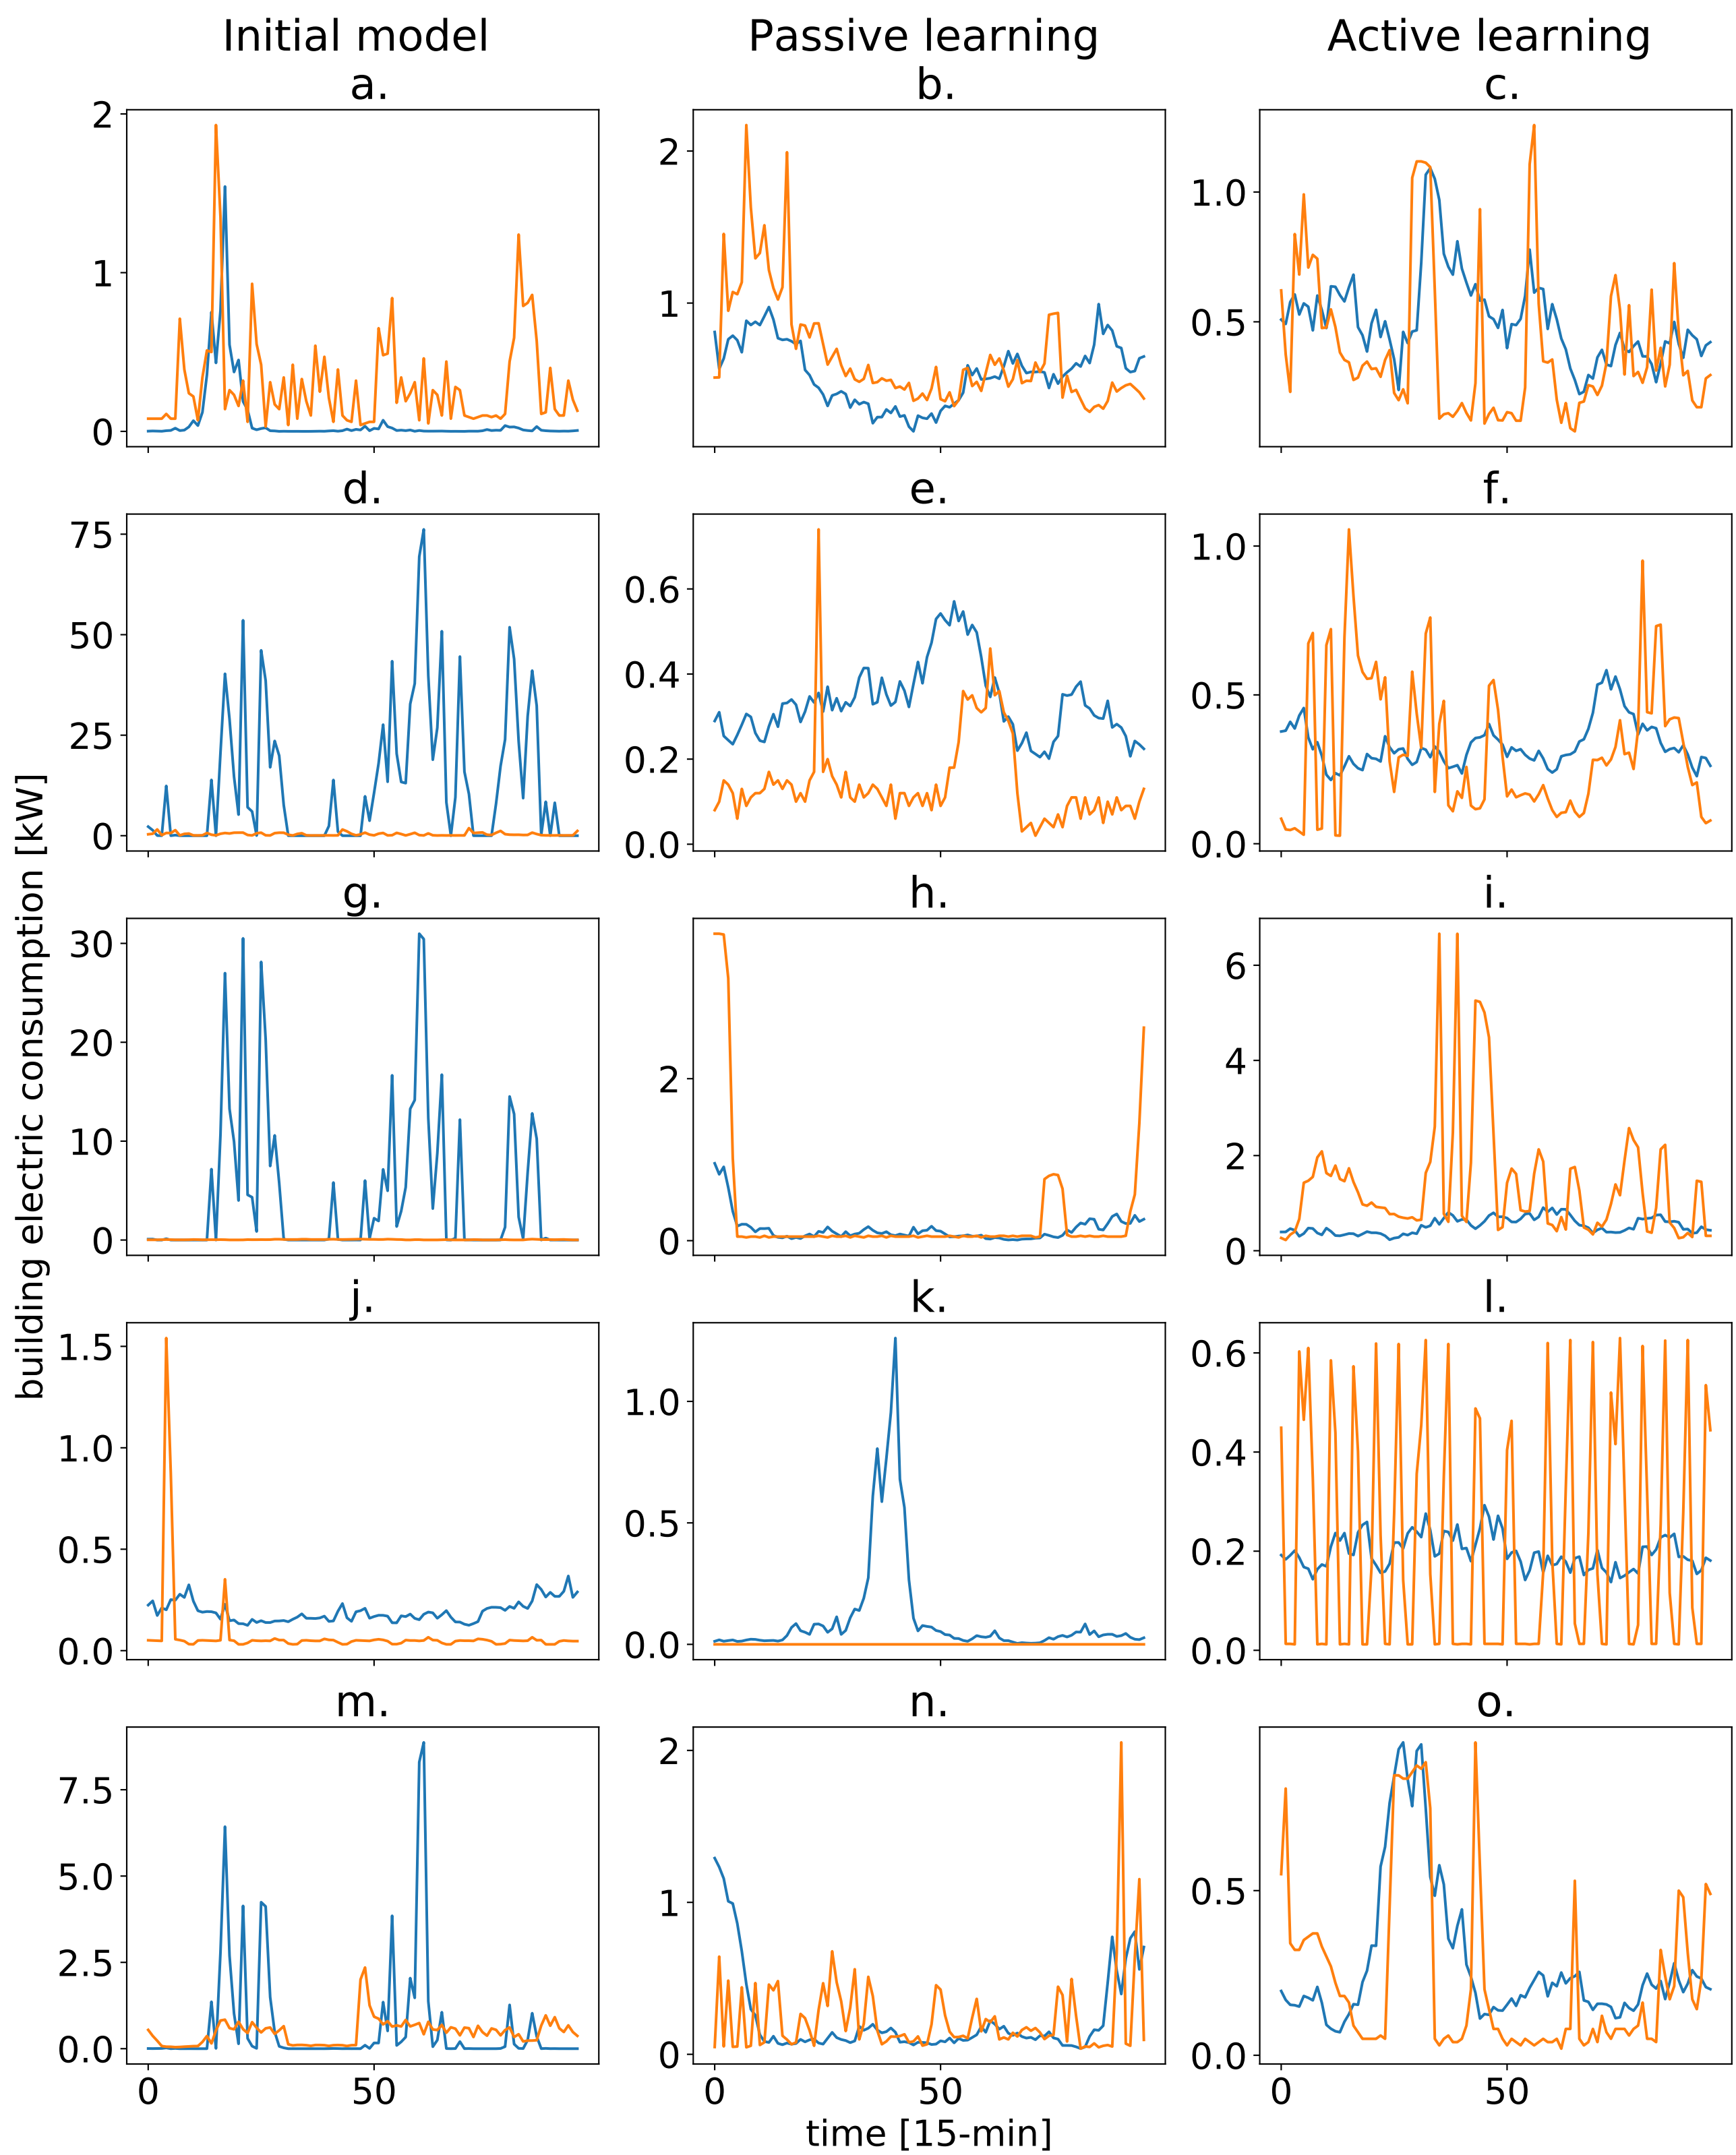 Initial model
Passive learning
Active learning
a.
b.
c.
2
1
0
2
1
1.0
0.5
d.
e.
f.
75
50
25
0
0.6
0.4
0.2
0.0
1.0
0.5
0.0
g.
h.
i.
30
20
10
0
2
0
6
4
2
0
j.
k.
l.
1.5
1.0
0.5
0.0
1.0
0.5
0.0
0.6
0.4
0.2
0.0
m.
n.
o.
7.5
5.0
2.5
0.0
2
1
0
0.5
0.0
0 50
0 50
0 50
time [15-min]
building electric consumption [kW]